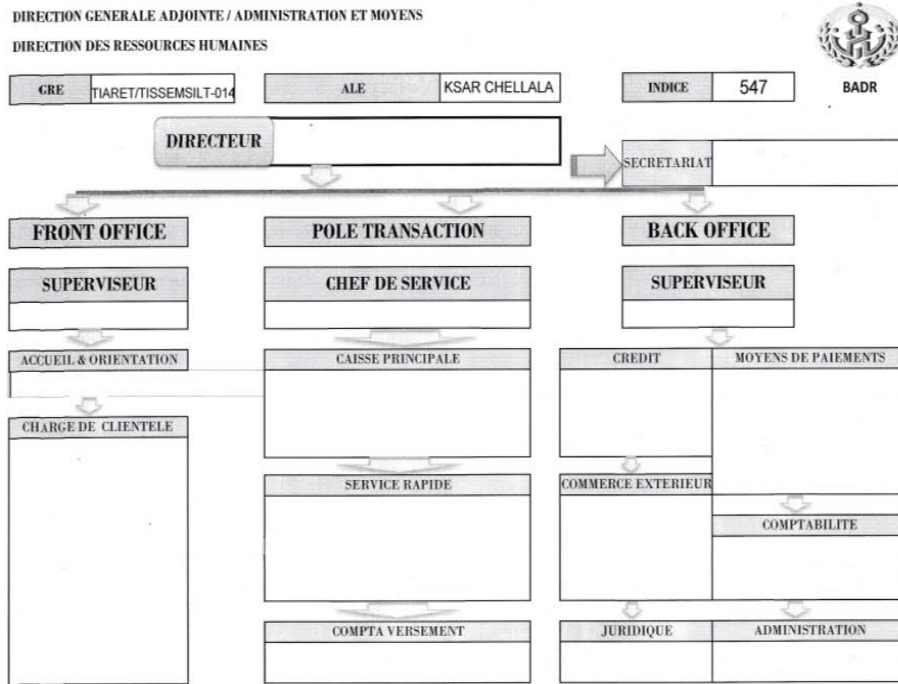 DIRECTION GENERALE ADJOINTE / ADMINISTRATION ET MOYENS
DIRECTION DES RESSOURCES HUMAINES
GRE TIARET/TISSEMSILT-014 ALE KSAR CHELLALA INDICE 547 BADR
DIRECTEUR
SECRETARIAT
FRONT OFFICE POLE TRANSACTION BACK OFFICE
SUPERVISEUR CHEF DE SERVICE SUPERVISEUR
ACCUEIL & ORIENTATION CAISSE PRINCIPALE CREDIT MOYENS DE PAIEMENTS
CHARGE DE CLIENTELE
SERVICE RAPIDE COMMERCE EXTERIEUR
COMPTABILITE
COMPTA VERSEMENT JURIDIQUE ADMINISTRATION